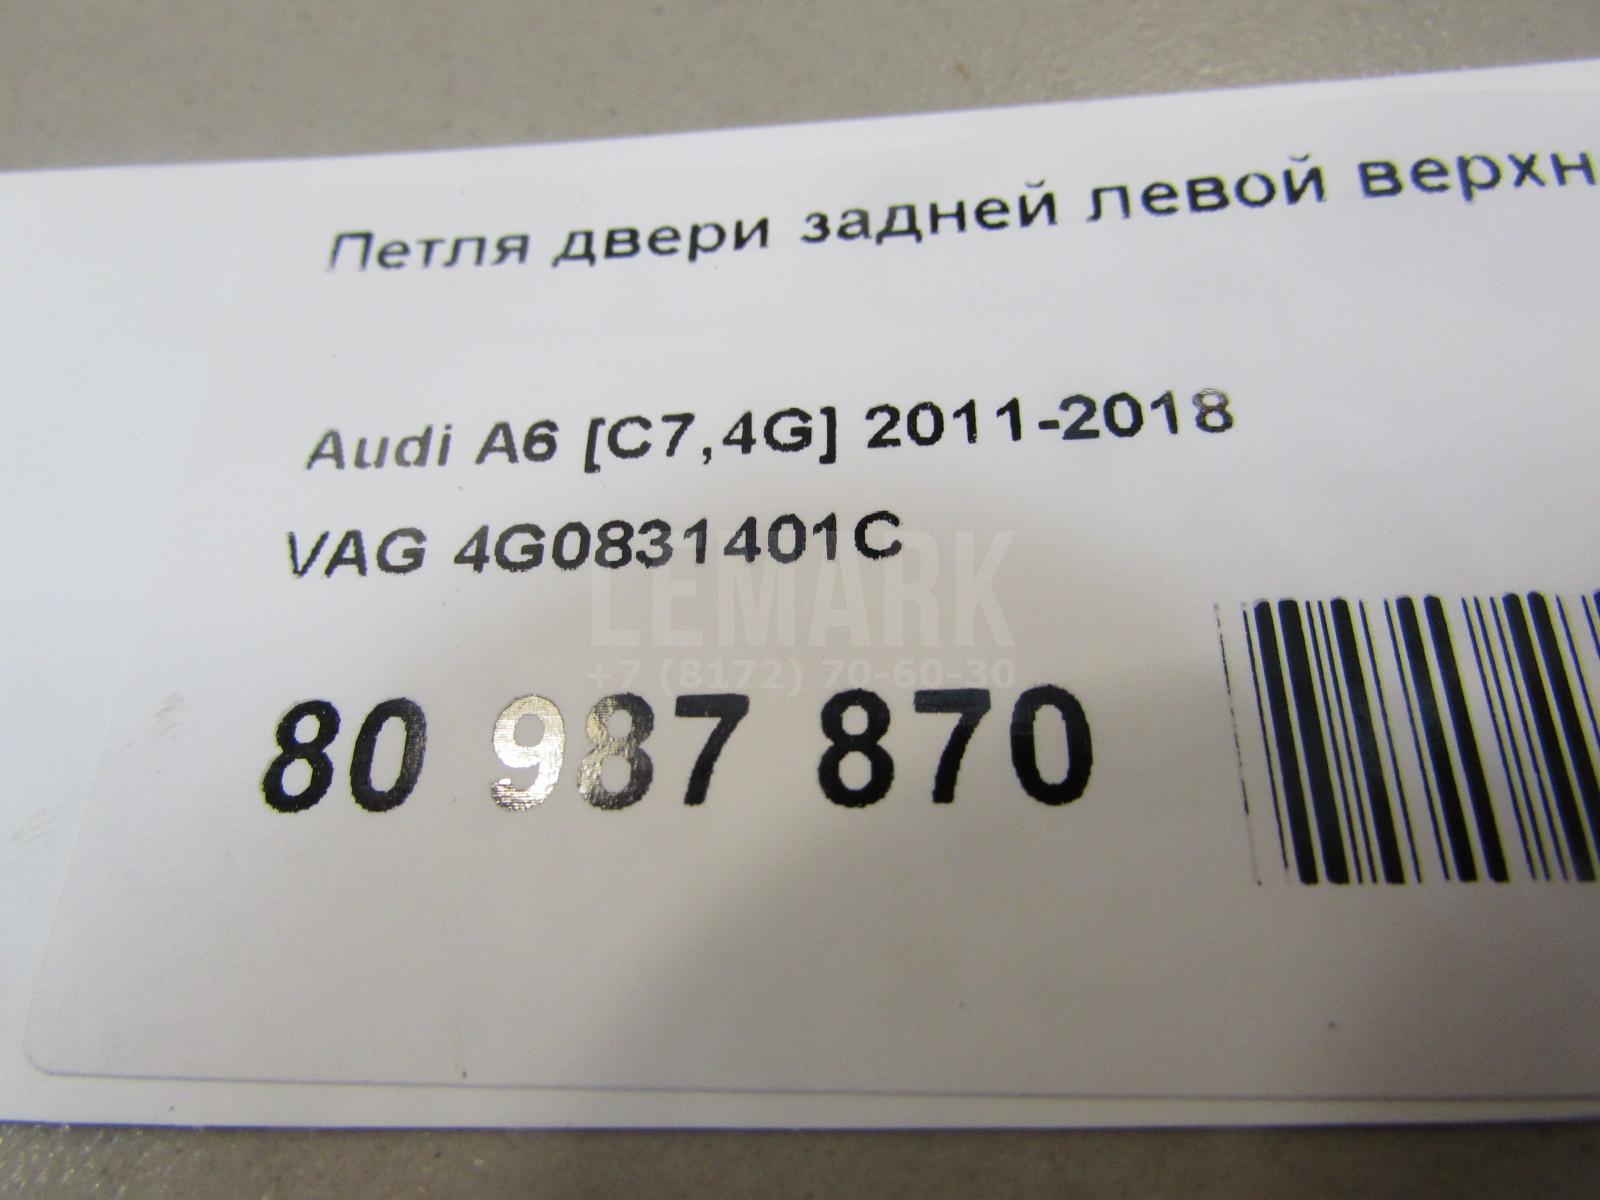 Петля двери задней левой верхн
Audi A6 [C7,4G] 2011-2018
VAG 4G0831401C
LEMARK
+7 (8172) 70-60-30
80 987 870